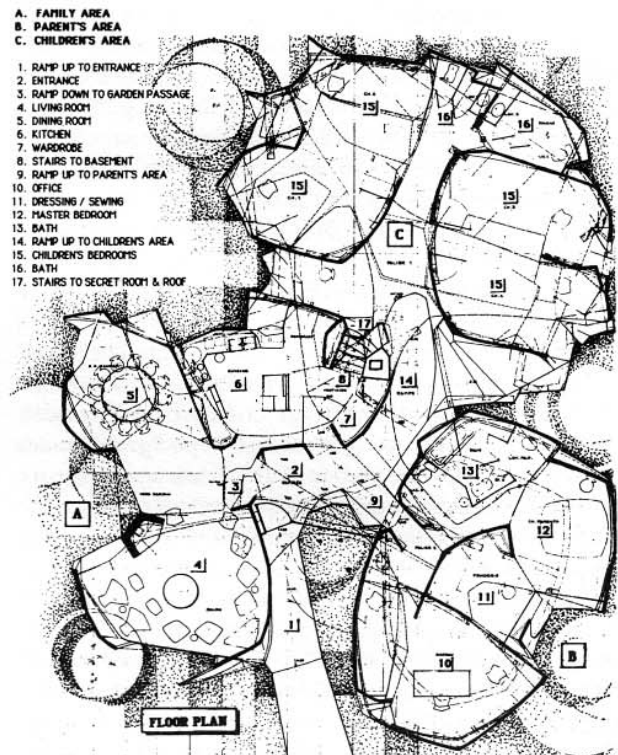 A. FAMILY AREA
B. PARENT'S AREA
C. CHILDREN'S AREA
1. RAMP UP TO ENTRANCE
2. ENTRANCE
3. RAMP DOWN TO GARDEN PASSAGE
4. LIVING ROOM
5. DINING ROOM
6. KITCHEN
7. WARDROBE
8. STAIRS TO BASEMENT
9. RAMP UP TO PARENT'S AREA
10. OFFICE
11. DRESSING / SEWING
12. MASTER BEDROOM
13. BATH
14. RAMP UP TO CHILDREN'S AREA
15. CHILDREN'S BEDROOMS
16. BATH
17. STAIRS TO SECRET ROOM & ROOF
15
16
16
15
15
C
15
17
5
6
8
14
7
2
13
3
9
A
12
4
11
1
10
B
FLOOR PLAN